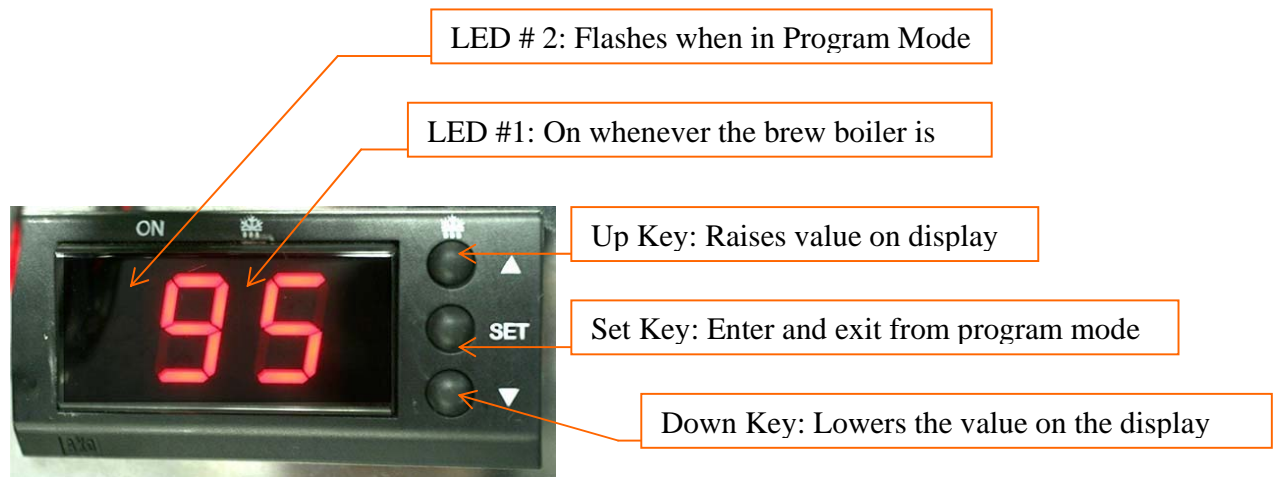 LED # 2: Flashes when in Program Mode
LED #1: On whenever the brew boiler is
ON
95
Up Key: Raises value on display
SET
Set Key: Enter and exit from program mode
Down Key: Lowers the value on the display